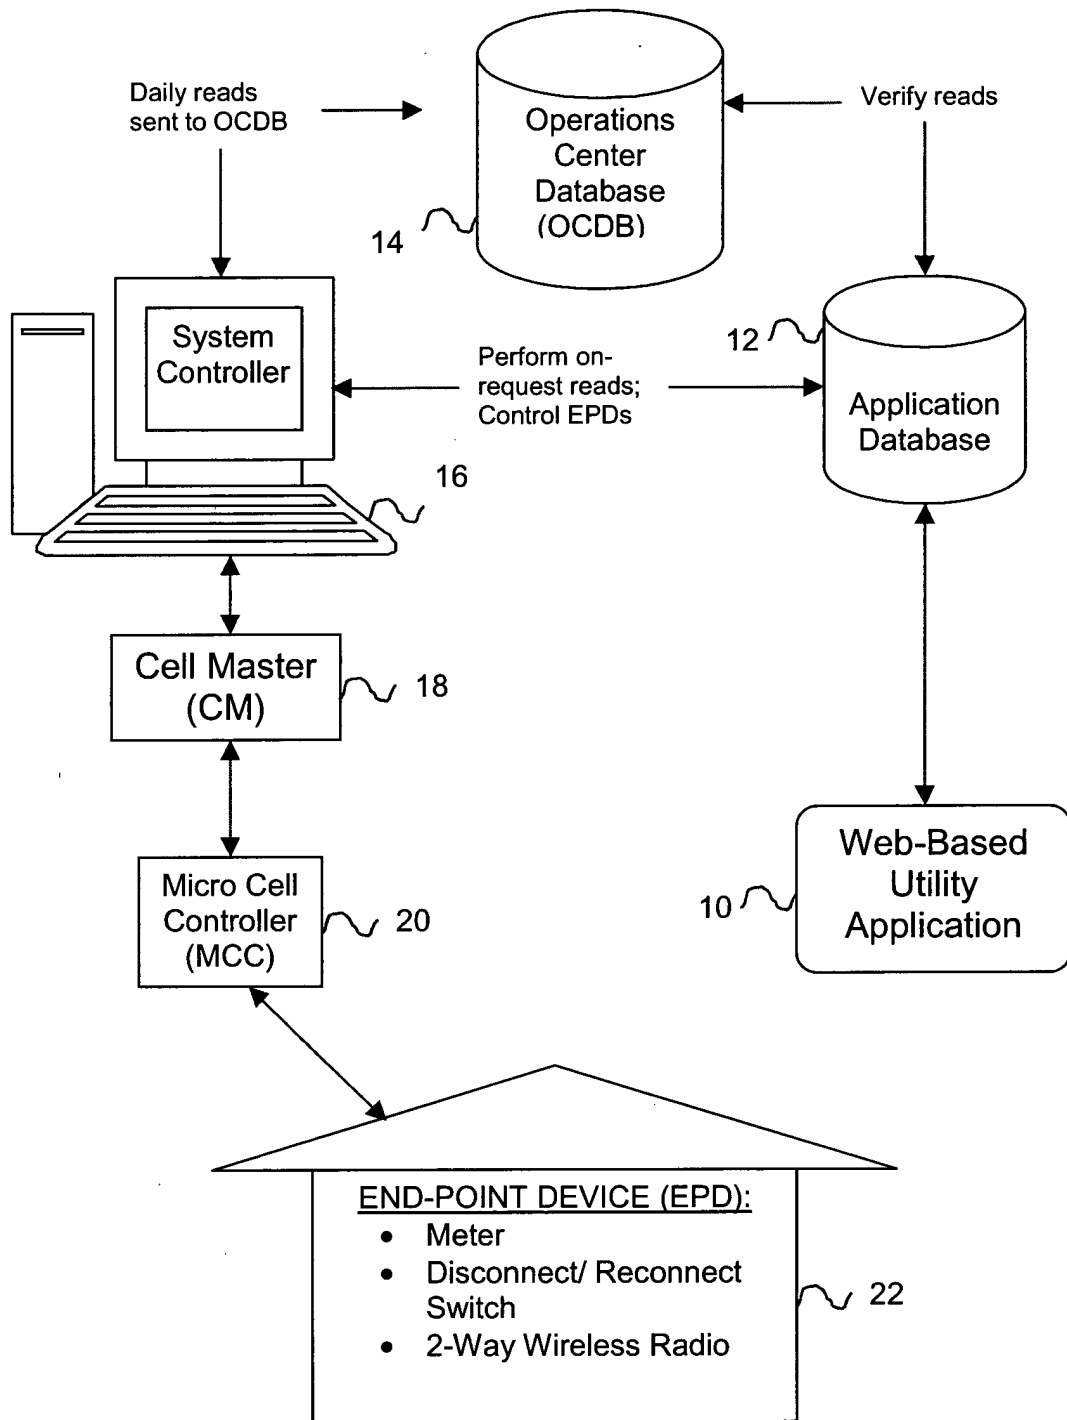 Daily reads
sent to OCDB
Operations
Center
Database
(OCDB)
Verify reads
14
System
Controller
Perform on-
request reads;
Control EPDs
12
Application
Database
16
Cell Master
(CM)
18
Micro Cell
Controller
(MCC)
20
Web-Based
Utility
Application
10
END-POINT DEVICE (EPD):
• Meter
• Disconnect/ Reconnect
Switch
• 2-Way Wireless Radio
22